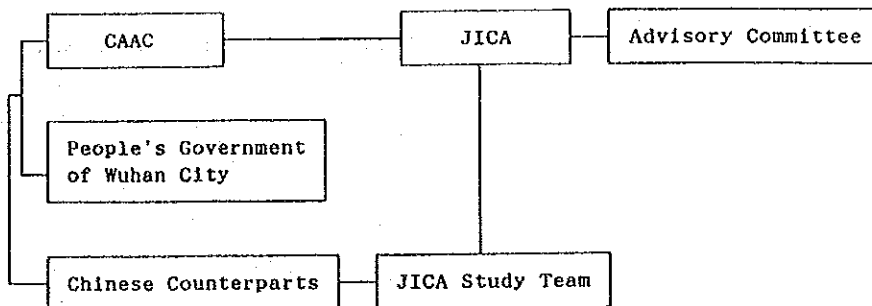 CAAC
JICA
Advisory Committee
People's Government
of Wuhan City
Chinese Counterparts
JICA Study Team